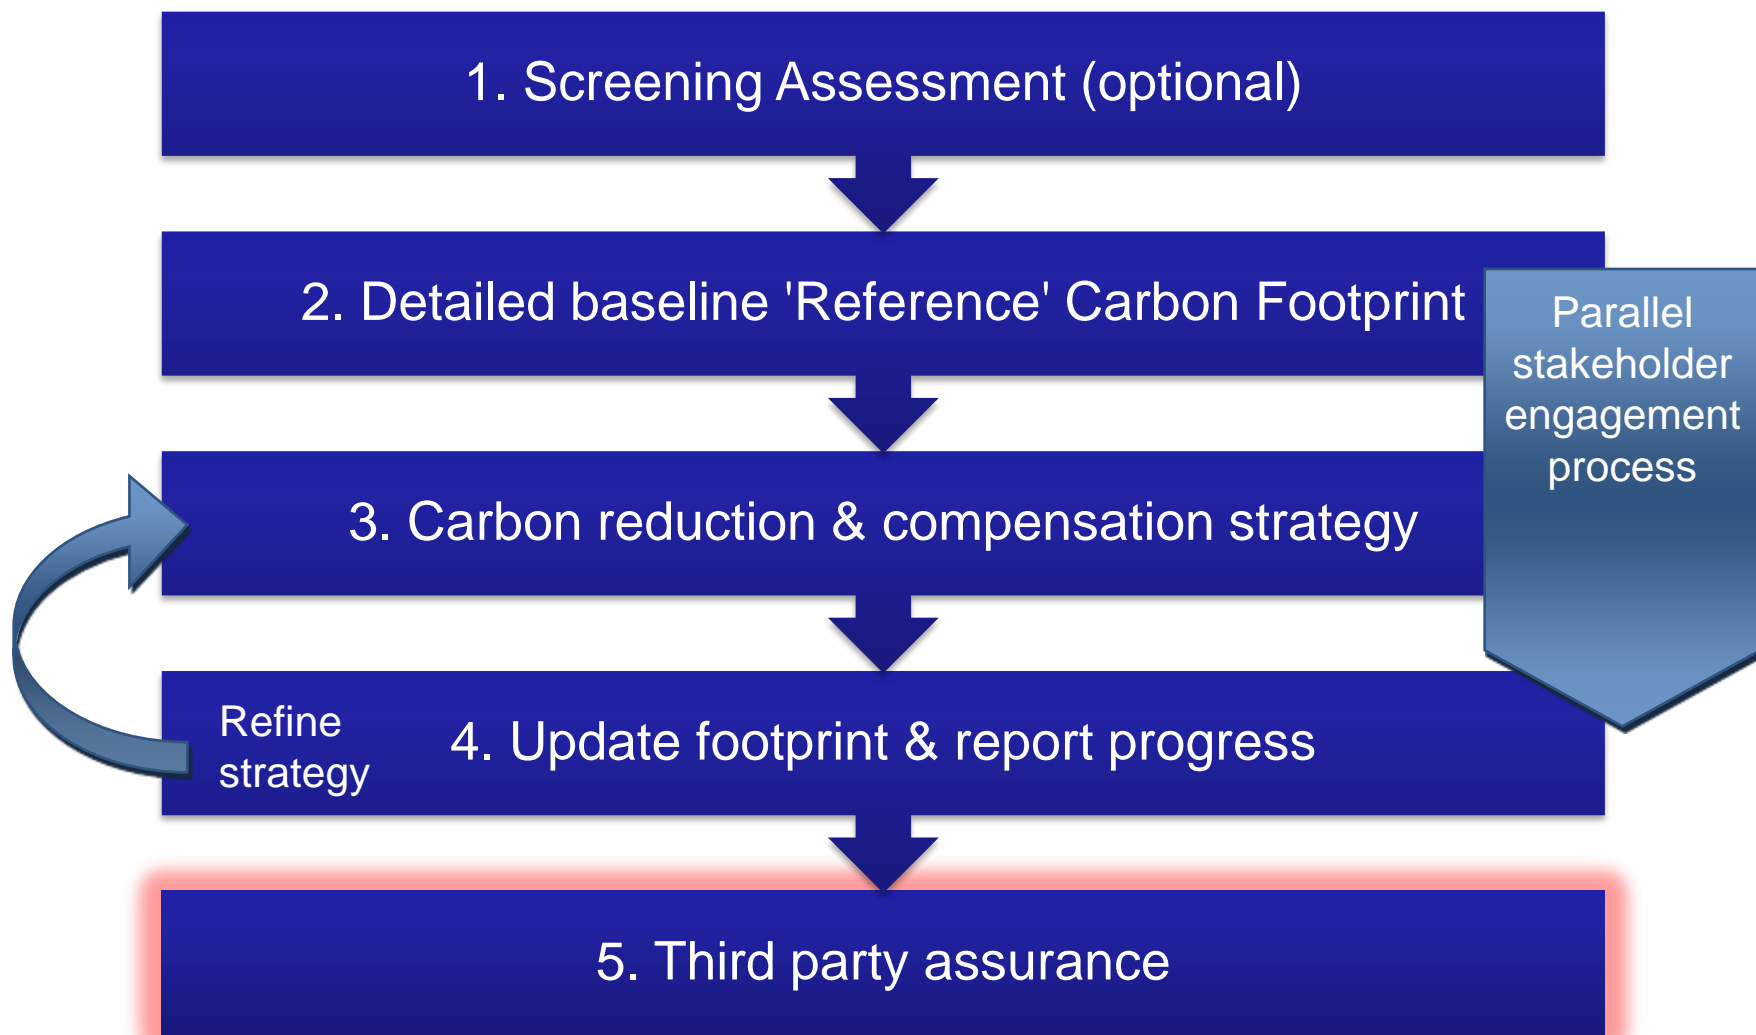 1. Screening Assessment (optional)
2. Detailed baseline 'Reference' Carbon Footprint
Parallel
stakeholder
engagement
process
3. Carbon reduction & compensation strategy
Refine
strategy
4. Update footprint & report progress
5. Third party assurance